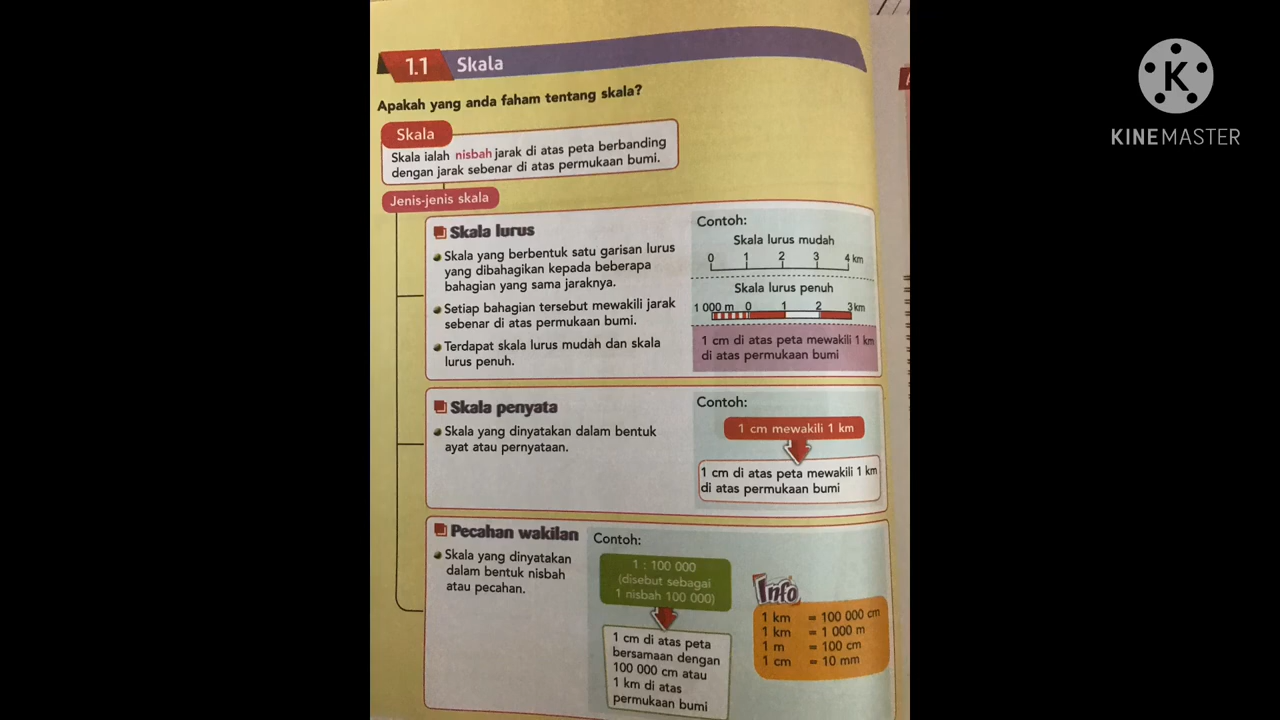 1.1 Skala
Apakah yang anda faham tentang skala?
Skala
Skala ialah nisbah jarak di atas peta berbanding
dengan jarak sebenar di atas permukaan bumi.
Jenis-jenis skala
Skala lurus
Skala yang berbentuk satu garisan lurus
yang dibahagikan kepada beberapa
bahagian yang sama jaraknya.
Setiap bahagian tersebut mewakili jarak
sebenar di atas permukaan bumi.
Terdapat skala lurus mudah dan skala
lurus penuh.
Contoh:
Skala lurus mudah
0 1 2 3 4 km
Skala lurus penuh
1 000 m 0 1 2 3 km
1 cm di atas peta mewakili 1 km
di atas permukaan bumi
Skala penyata
Skala yang dinyatakan dalam bentuk
ayat atau pernyataan.
Contoh:
1 cm mewakili 1 km
1 cm di atas peta mewakili 1 km
di atas permukaan bumi
Pecahan wakilan
Skala yang dinyatakan
dalam bentuk nisbah
atau pecahan.
Contoh:
1 : 100 000
(disebut sebagai
1 nisbah 100 000)
1 cm di atas peta
bersamaan dengan
100 000 cm atau
1 km di atas
permukaan bumi
Info
1 km = 100 000 cm
1 km = 1 000 m
1 m = 100 cm
1 cm = 10 mm
K
KINEMASTER